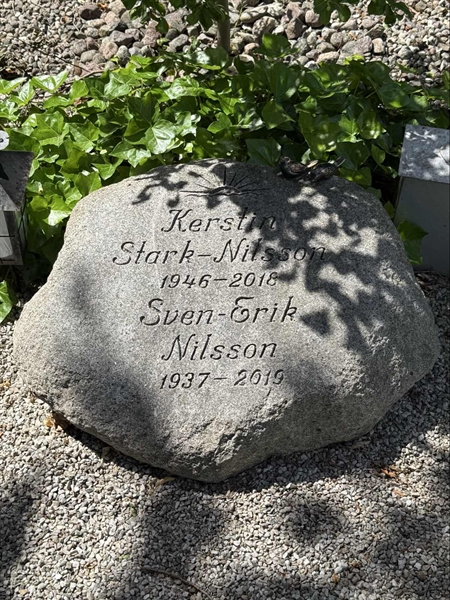 Kerstin
Stark-Nilsson
1946-2018
Sven-Erik
Nilsson
1937-2019